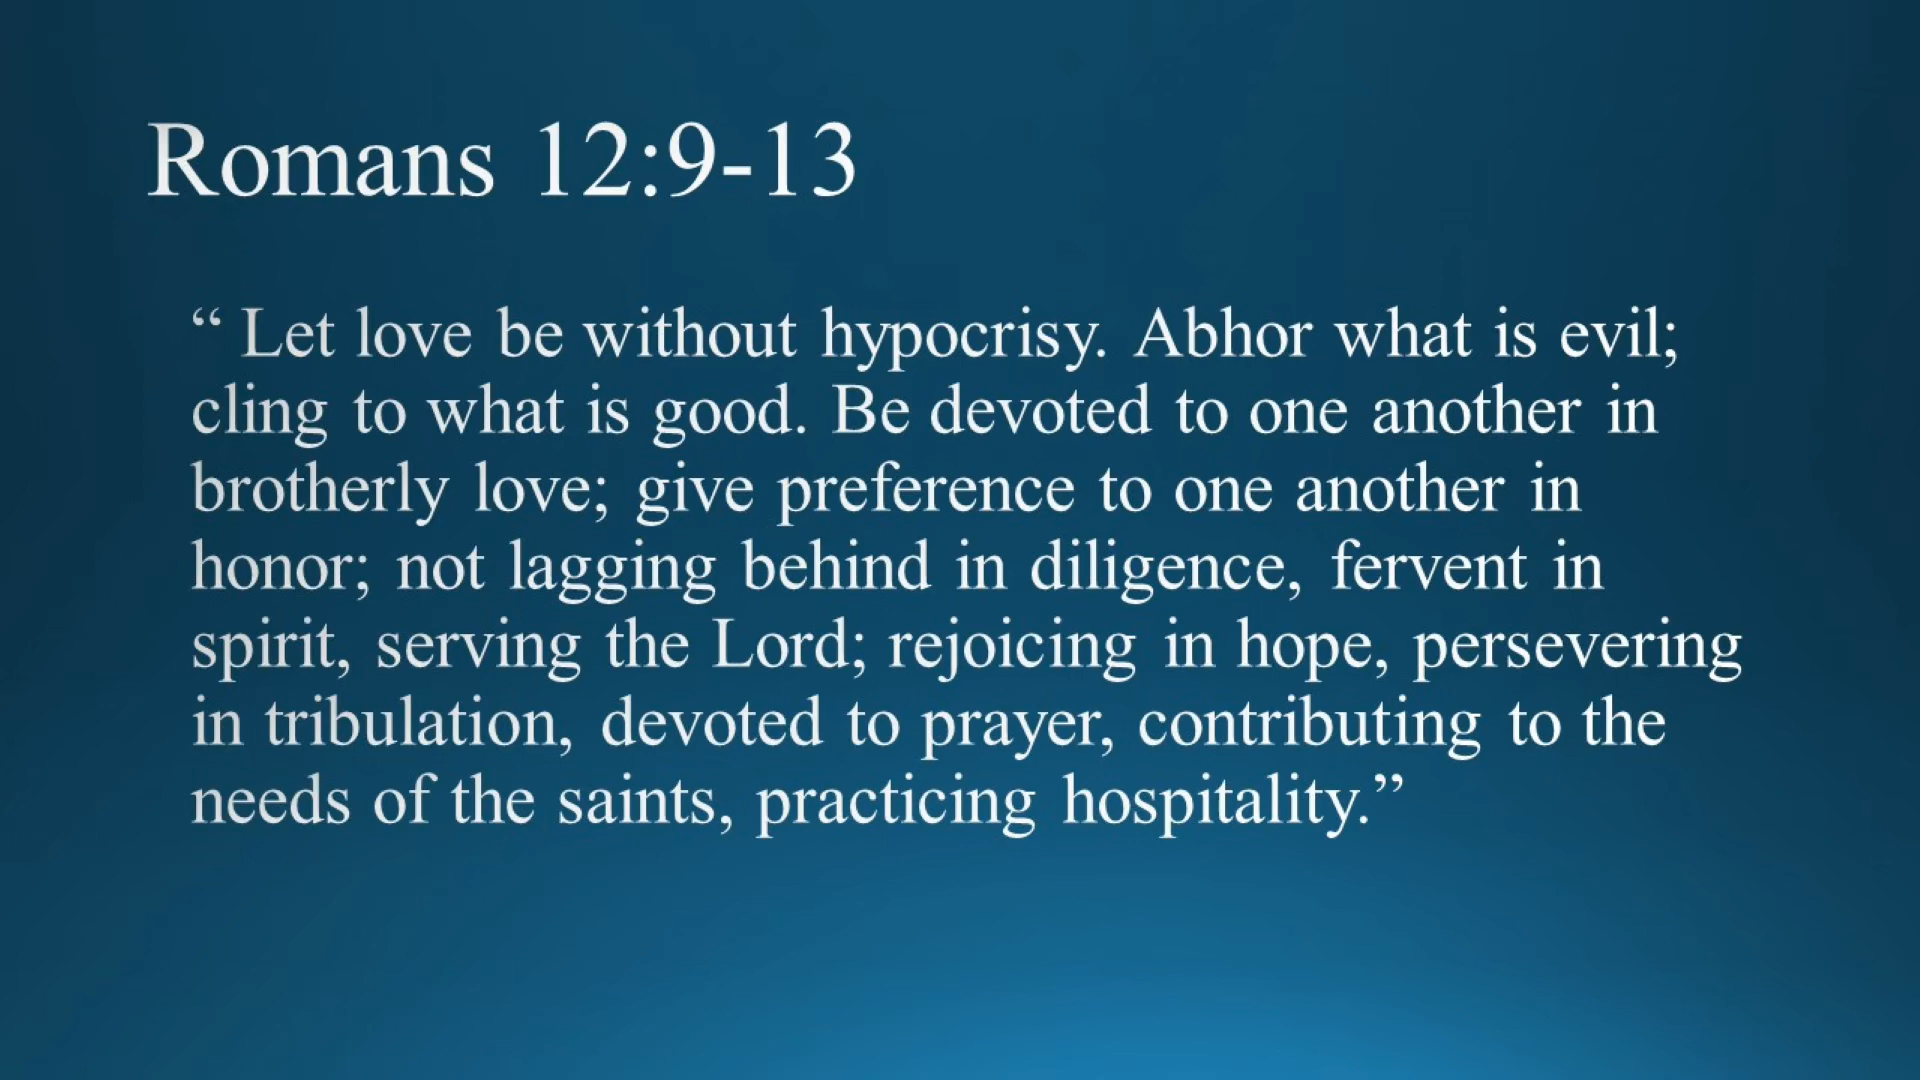 Romans 12:9-13
“ Let love be without hypocrisy. Abhor what is evil;
cling to what is good. Be devoted to one another in
brotherly love; give preference to one another in
honor; not lagging behind in diligence, fervent in
spirit, serving the Lord; rejoicing in hope, persevering
in tribulation, devoted to prayer, contributing to the
needs of the saints, practicing hospitality.”